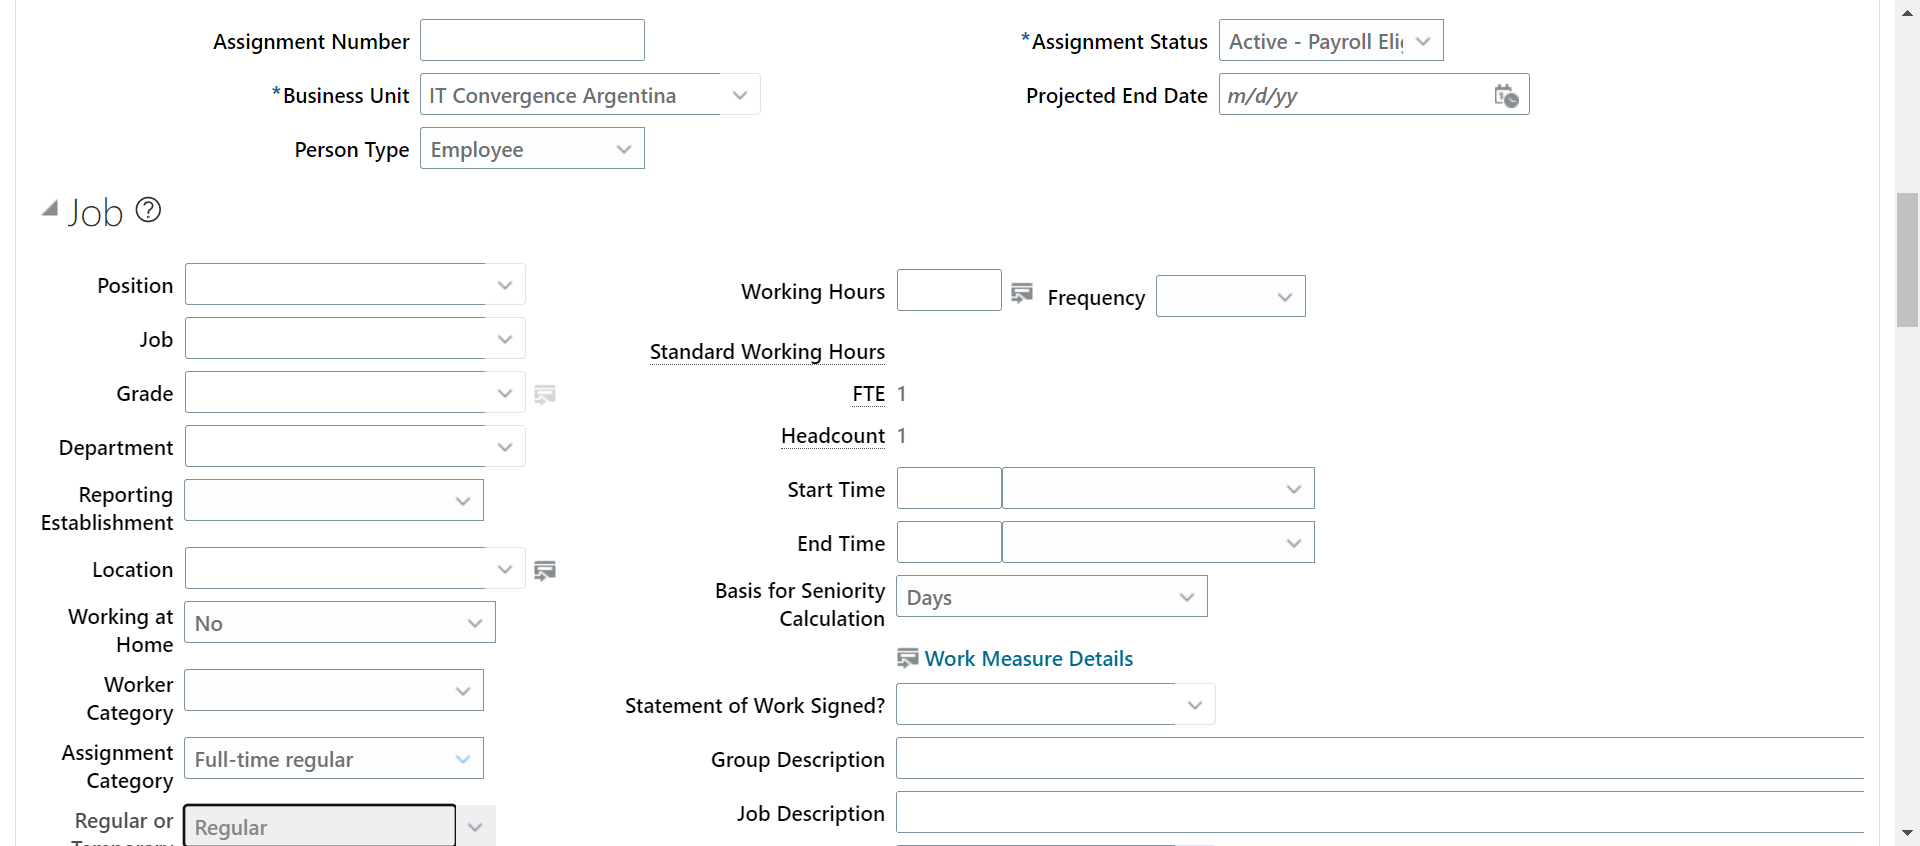 Assignment Number
*Assignment Status Active - Payroll Eli
*Business Unit IT Convergence Argentina
Projected End Date m/d/yy
Person Type Employee
Job ?
Position
Working Hours
Frequency
Job
Standard Working Hours
Grade
FTE 1
Headcount 1
Department
Reporting
Establishment
Start Time
End Time
Location
Basis for Seniority
Calculation
Days
Working at
Home
No
Work Measure Details
Worker
Category
Statement of Work Signed?
Assignment
Category
Full-time regular
Group Description
Job Description
Regular or
Temporary
Regular